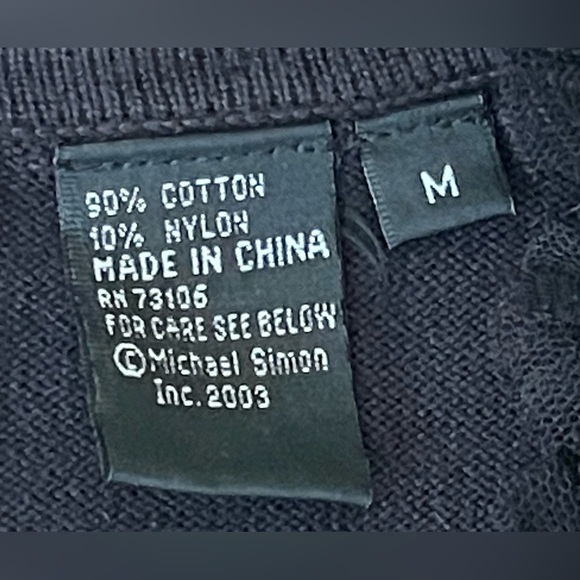 90% COTTON
10% NYLON
MADE IN CHINA
RN 73106
FOR CARE SEE BELOW
©Michael Simon
Inc. 2003
M